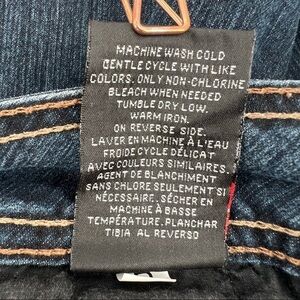 MACHINE WASH COLD
GENTLE CYCLE WITH LIKE
COLORS. ONLY NON-CHLORINE
BLEACH WHEN NEEDED
TUMBLE DRY LOW.
WARM IRON.
ON REVERSE SIDE.
LAVER EN MACHINE À L'EAU
FROIDE CYCLE DÉLICAT
AVEC COULEURS SIMILAIRES.
AGENT DE BLANCHIMENT
SANS CHLORE SEULEMENT SI
NÉCESSAIRE. SÉCHER EN
MACHINE À BASSE
TEMPÉRATURE. PLANCHAR
TIBIA AL REVERSO